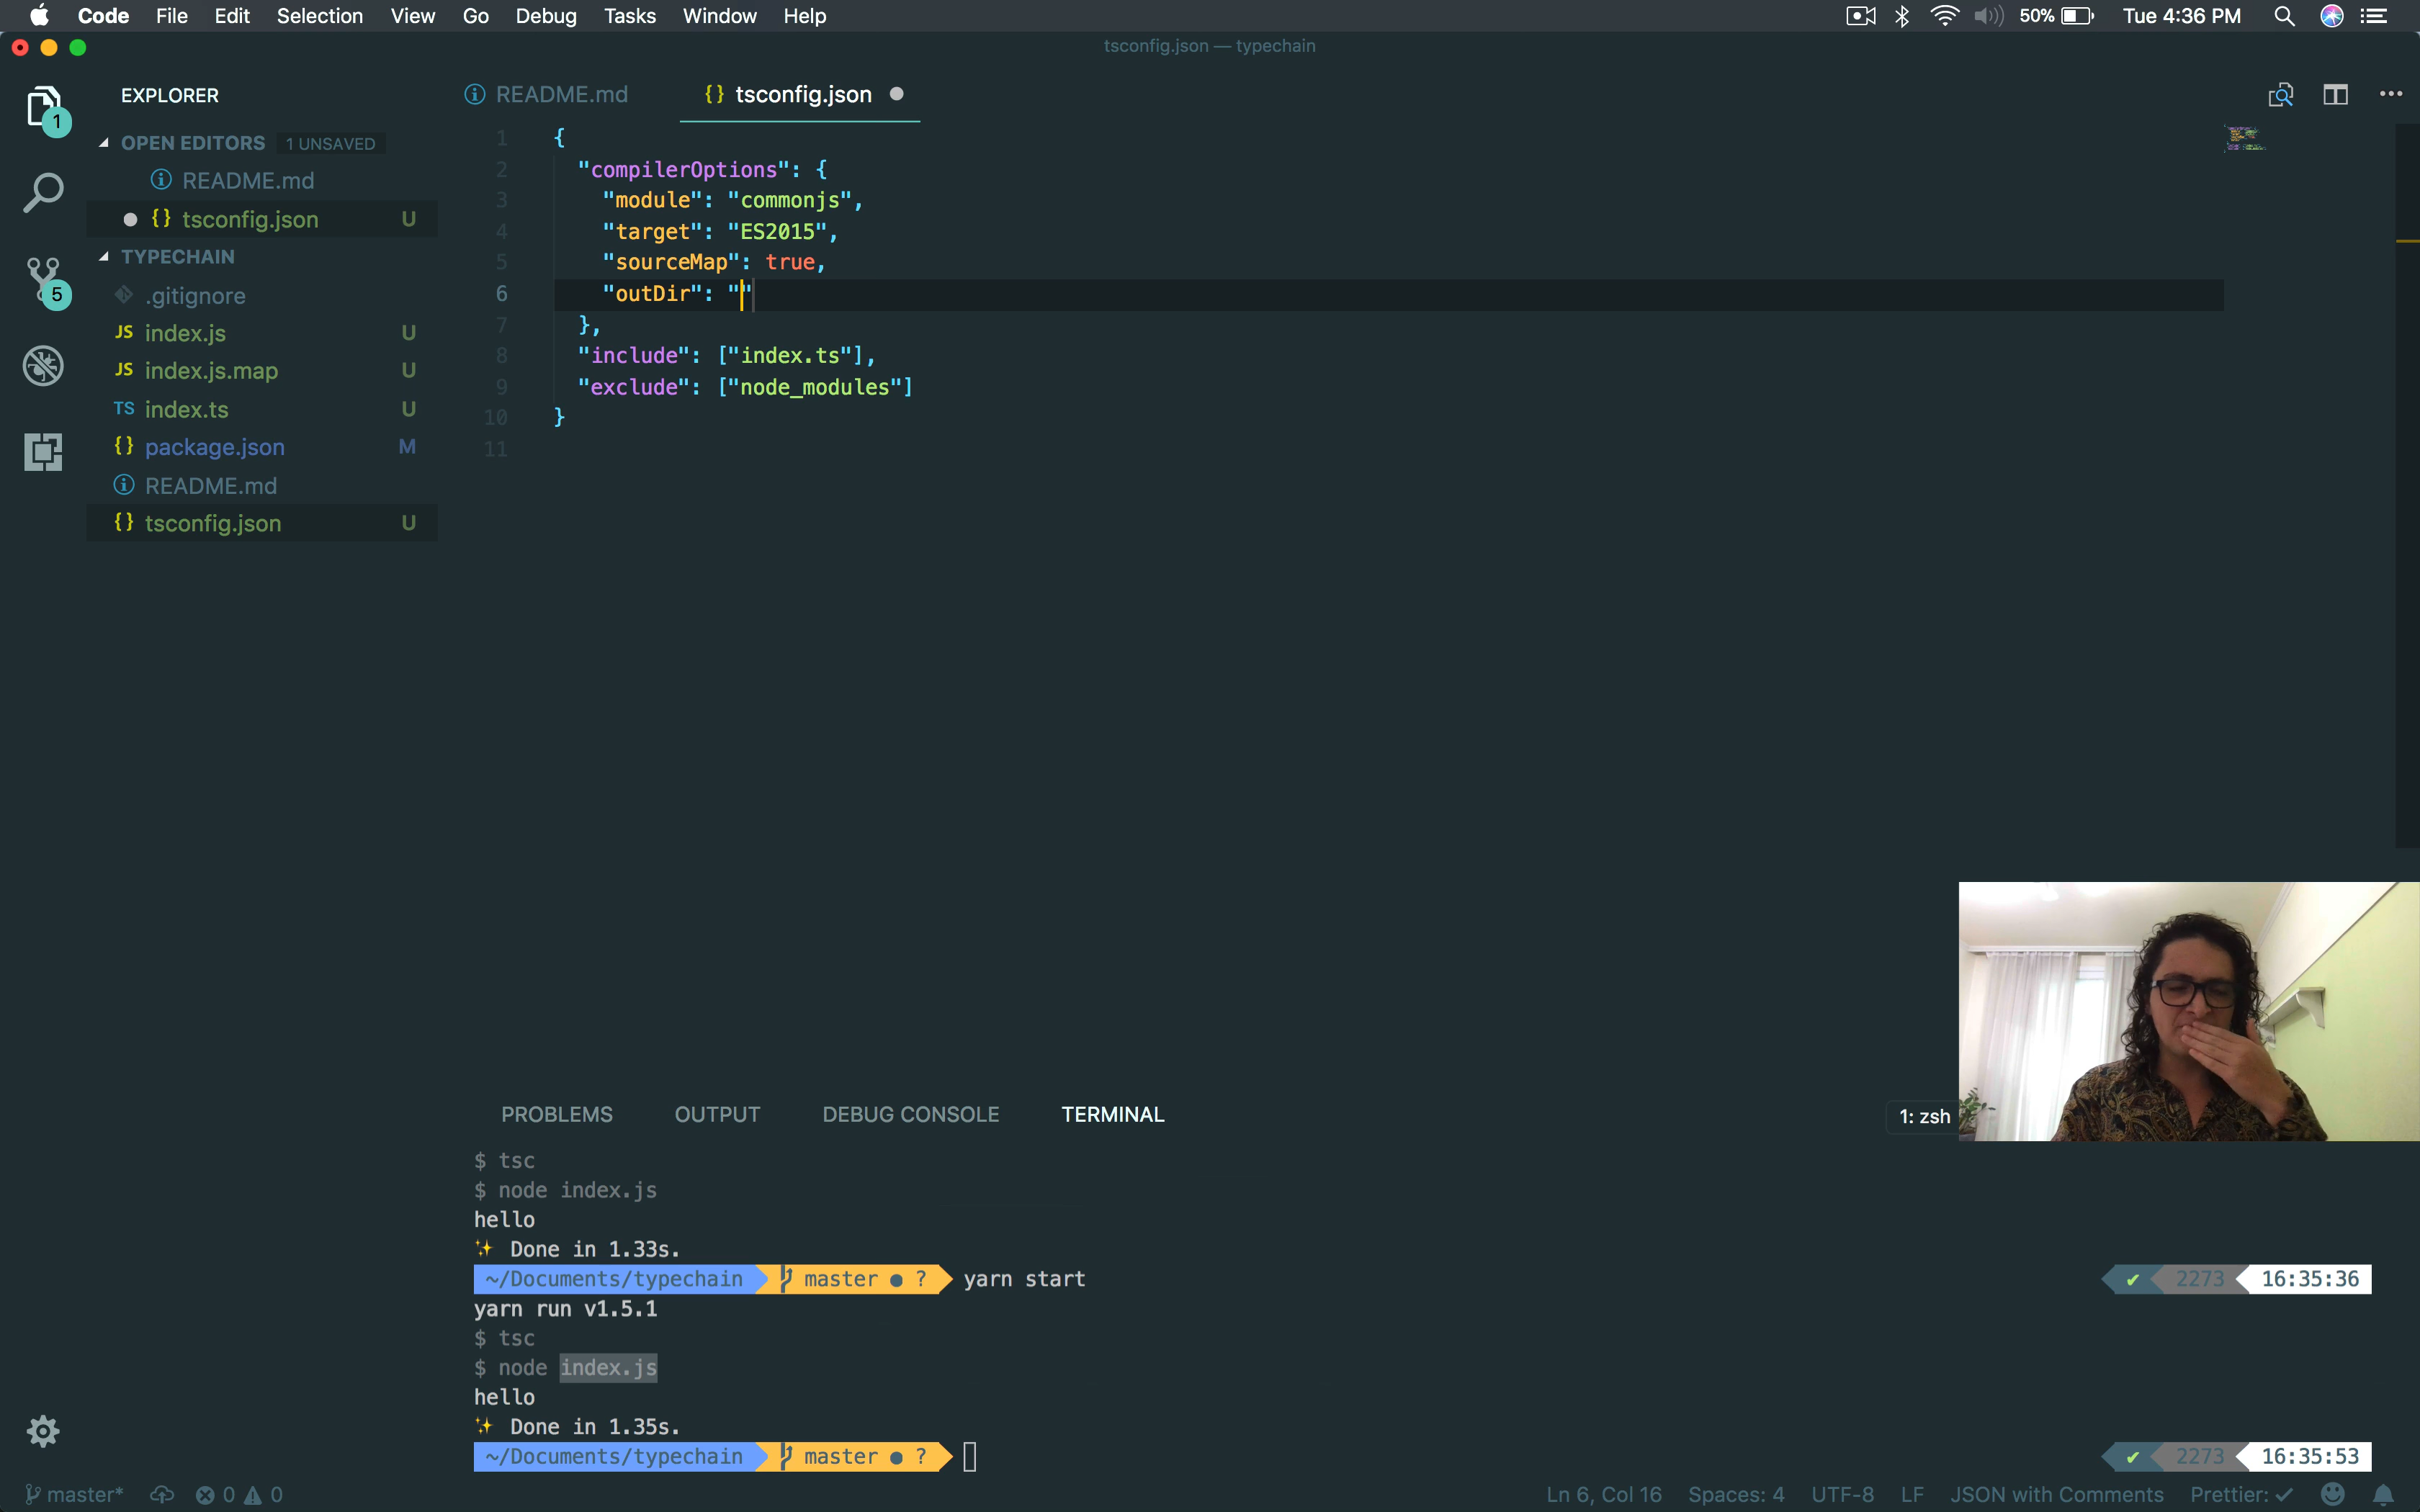 Code File Edit Selection View Go Debug Tasks Window Help 50% Tue 4:36 PM
tsconfig.json — typechain
EXPLORER
OPEN EDITORS 1 UNSAVED
README.md
tsconfig.json U
TYPECHAIN
.gitignore
JS index.js U
JS index.js.map U
TS index.ts U
{} package.json M
README.md
{} tsconfig.json U
1
5
README.md {} tsconfig.json
1 {
2 "compilerOptions": {
3 "module": "commonjs",
4 "target": "ES2015",
5 "sourceMap": true,
6 "outDir": ""
7 },
8 "include": ["index.ts"],
9 "exclude": ["node_modules"]
10 }
11
PROBLEMS OUTPUT DEBUG CONSOLE TERMINAL 1: zsh
$ tsc
$ node index.js
hello
✨ Done in 1.33s.
~/Documents/typechain master ● ? yarn start ✔ 2273 16:35:36
yarn run v1.5.1
$ tsc
$ node index.js
hello
✨ Done in 1.35s.
~/Documents/typechain master ● ? ✔ 2273 16:35:53
master* 0 0 Ln 6, Col 16 Spaces: 4 UTF-8 LF JSON with Comments Prettier: ✓